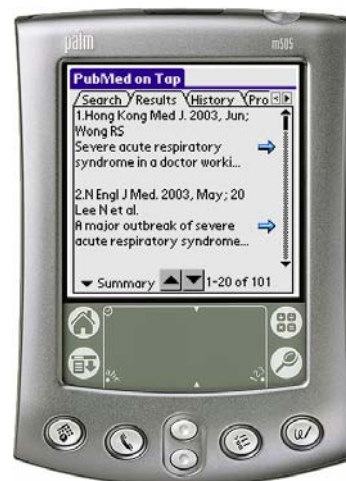 palm
m505
PubMed on Tap
Search Results History Pro
1.Hong Kong Med J. 2003, Jun;
Wong RS
Severe acute respiratory
syndrome in a doctor worki...
2.N Engl J Med. 2003, May; 20
Lee N et al.
A major outbreak of severe
acute respiratory syndrome...
Summary 1-20 of 101